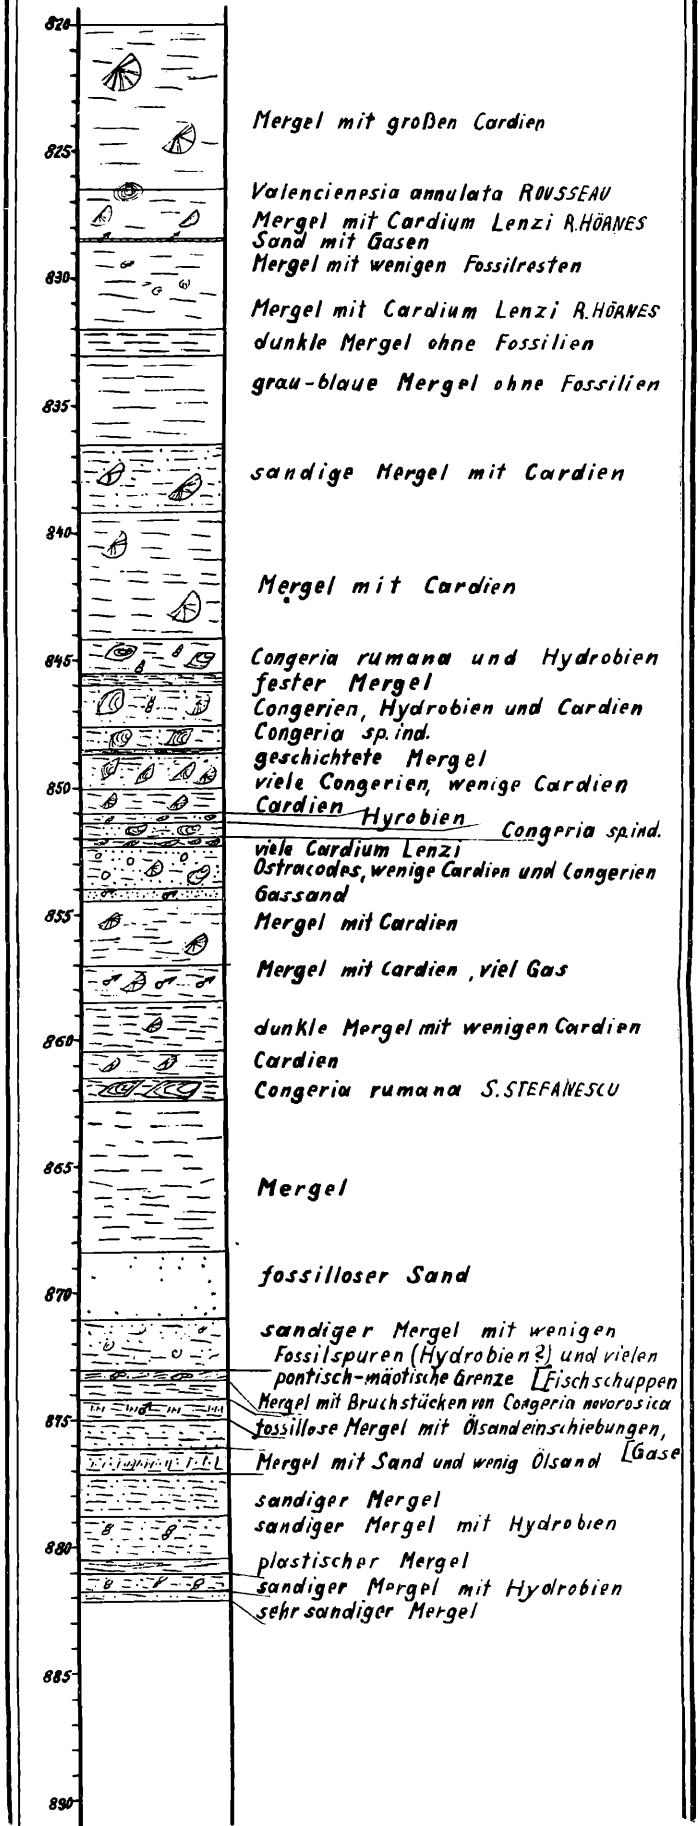 820
Mergel mit großen Cardien
825
Valencienesia annulata ROUSSEAU
Mergel mit Cardium Lenzi R.HÖRNES
Sand mit Gasen
Mergel mit wenigen Fossilresten
830
Mergel mit Cardium Lenzi R.HÖRNES
dunkle Mergel ohne Fossilien
grau-blaue Mergel ohne Fossilien
835
sandige Mergel mit Cardien
840
Mergel mit Cardien
845
Congeria rumana und Hydrobien
fester Mergel
Congerien, Hydrobien und Cardien
Congeria sp.ind.
geschichtete Mergel
850
viele Congerien, wenige Cardien
Cardien
Hyrobien
Congeria sp.ind.
viele Cardium Lenzi
Ostracodes, wenige Cardien und Congerien
Gassand
855
Mergel mit Cardien
Mergel mit Cardien, viel Gas
dunkle Mergel mit wenigen Cardien
860
Cardien
Congeria rumana S.STEFANESCU
865
Mergel
fossilloser Sand
870
sandiger Mergel mit wenigen
Fossilspuren (Hydrobien?) und vielen
pontisch-mäotische Grenze [Fischschuppen
Mergel mit Bruchstücken von Congeria novorosica
875
fossillose Mergel mit Ölsandeinschiebungen,
[Gase
Mergel mit Sand und wenig Ölsand
sandiger Mergel
sandiger Mergel mit Hydrobien
880
plastischer Mergel
sandiger Mergel mit Hydrobien
sehr sandiger Mergel
885
890